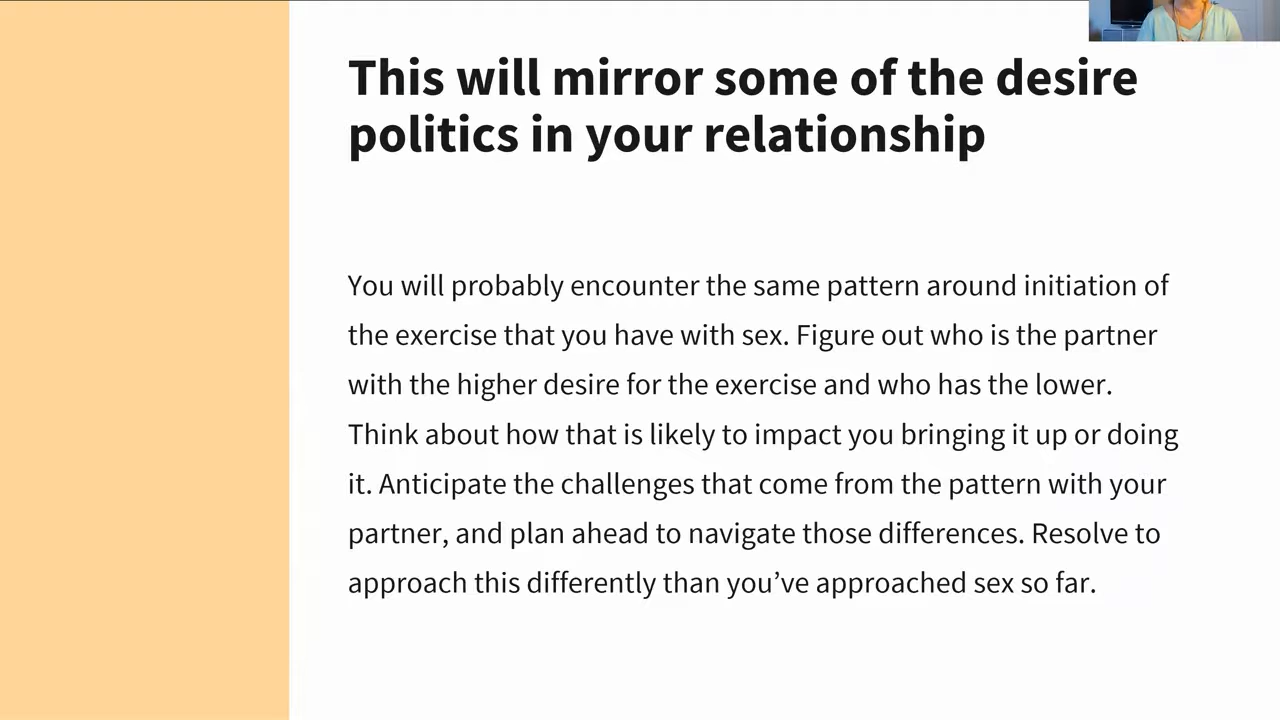 This will mirror some of the desire
politics in your relationship
You will probably encounter the same pattern around initiation of
the exercise that you have with sex. Figure out who is the partner
with the higher desire for the exercise and who has the lower.
Think about how that is likely to impact you bringing it up or doing
it. Anticipate the challenges that come from the pattern with your
partner, and plan ahead to navigate those differences. Resolve to
approach this differently than you’ve approached sex so far.